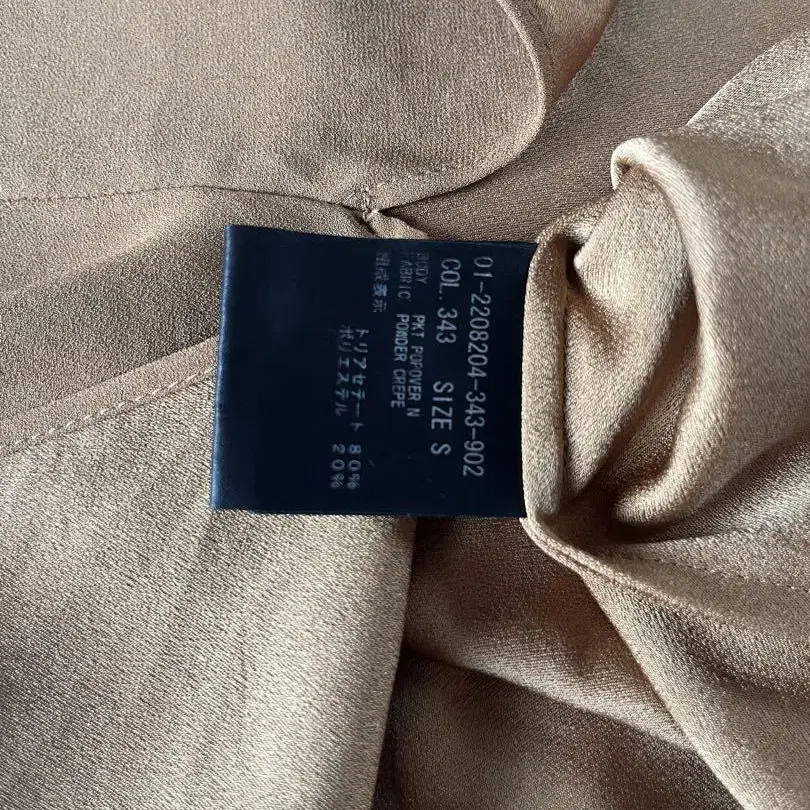 01-2208204-343-902
COL. 343 SIZE S
BODY PKT POPOVER N
FABRIC POWDER CREPE
組成表示
トリアセテート 80%
ポリエステル 20%